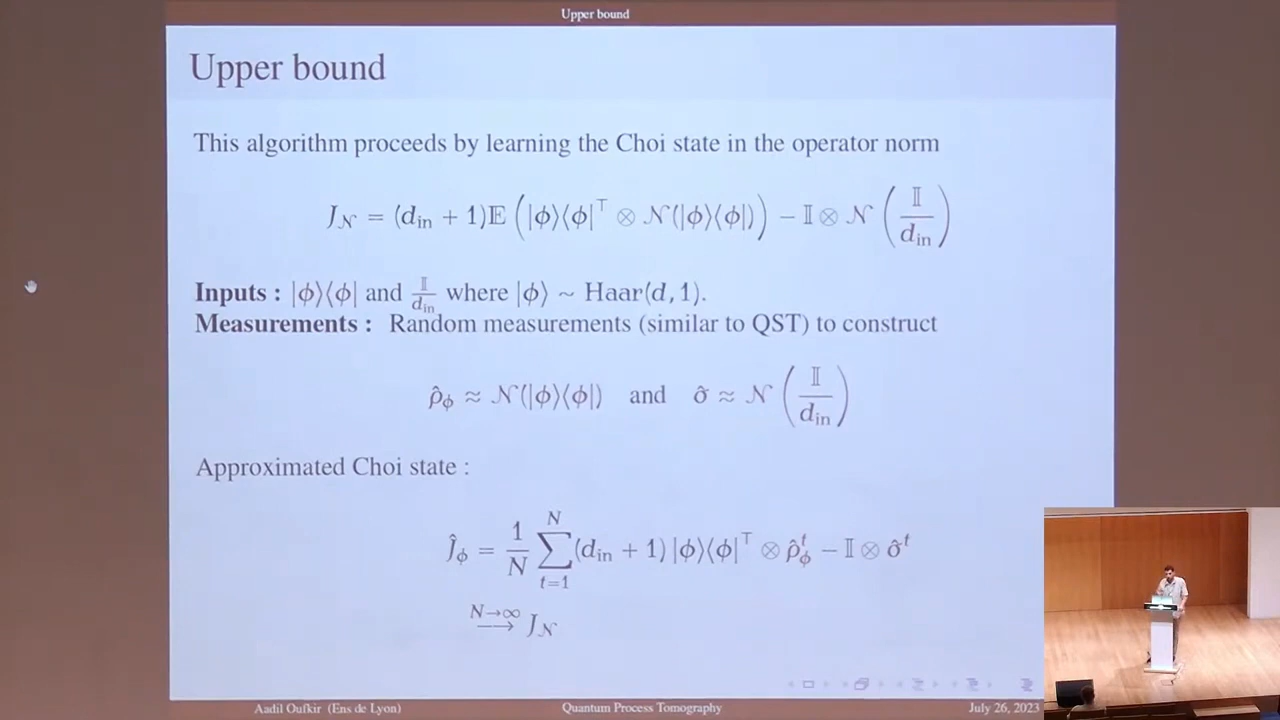 Upper bound
Upper bound
This algorithm proceeds by learning the Choi state in the operator norm
J_𝒩 = (d_in + 1)𝔼 (|ϕ⟩⟨ϕ|^⊤ ⊗ 𝒩(|ϕ⟩⟨ϕ|)) − 𝕀 ⊗ 𝒩 (𝕀/d_in)
Inputs : |ϕ⟩⟨ϕ| and 𝕀/d_in where |ϕ⟩ ~ Haar(d, 1).
Measurements : Random measurements (similar to QST) to construct
ρ̂_ϕ ≈ 𝒩(|ϕ⟩⟨ϕ|) and σ̂ ≈ 𝒩 (𝕀/d_in)
Approximated Choi state :
Ĵ_ϕ = 1/N ∑_{t=1}^{N} (d_in + 1) |ϕ⟩⟨ϕ|^⊤ ⊗ ρ̂_ϕ^t − 𝕀 ⊗ σ̂^t
N→∞ ⟶ J_𝒩
Aadil Oufkir (Ens de Lyon) Quantum Process Tomography July 26, 2023